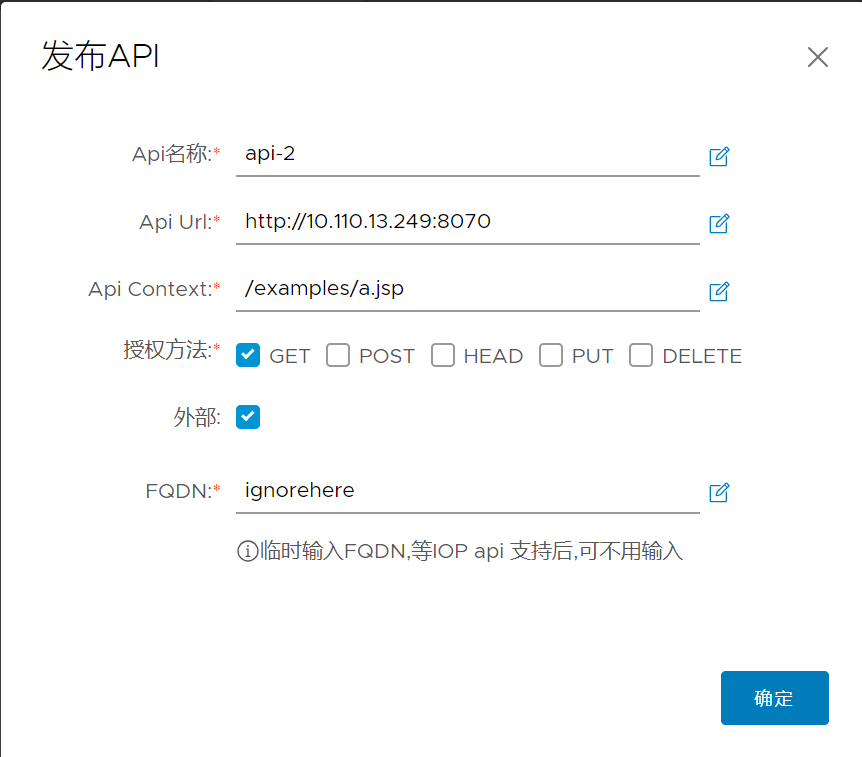 发布API
Api名称:* api-2
Api Url:* http://10.110.13.249:8070
Api Context:* /examples/a.jsp
授权方法:* GET POST HEAD PUT DELETE
外部:
FQDN:* ignorehere
临时输入FQDN,等IOP api 支持后,可不用输入
确定